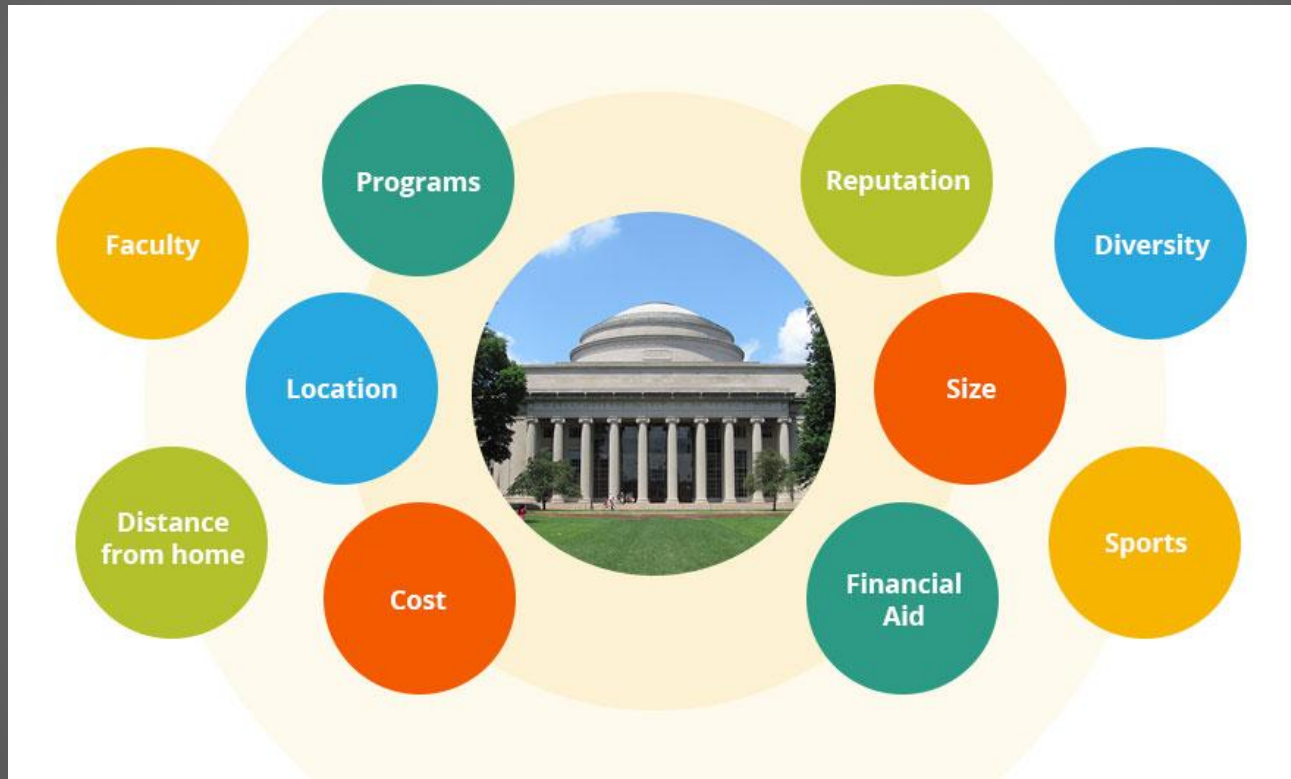 Programs
Reputation
Faculty
Diversity
Location
Size
Distance
from home
Sports
Cost
Financial
Aid